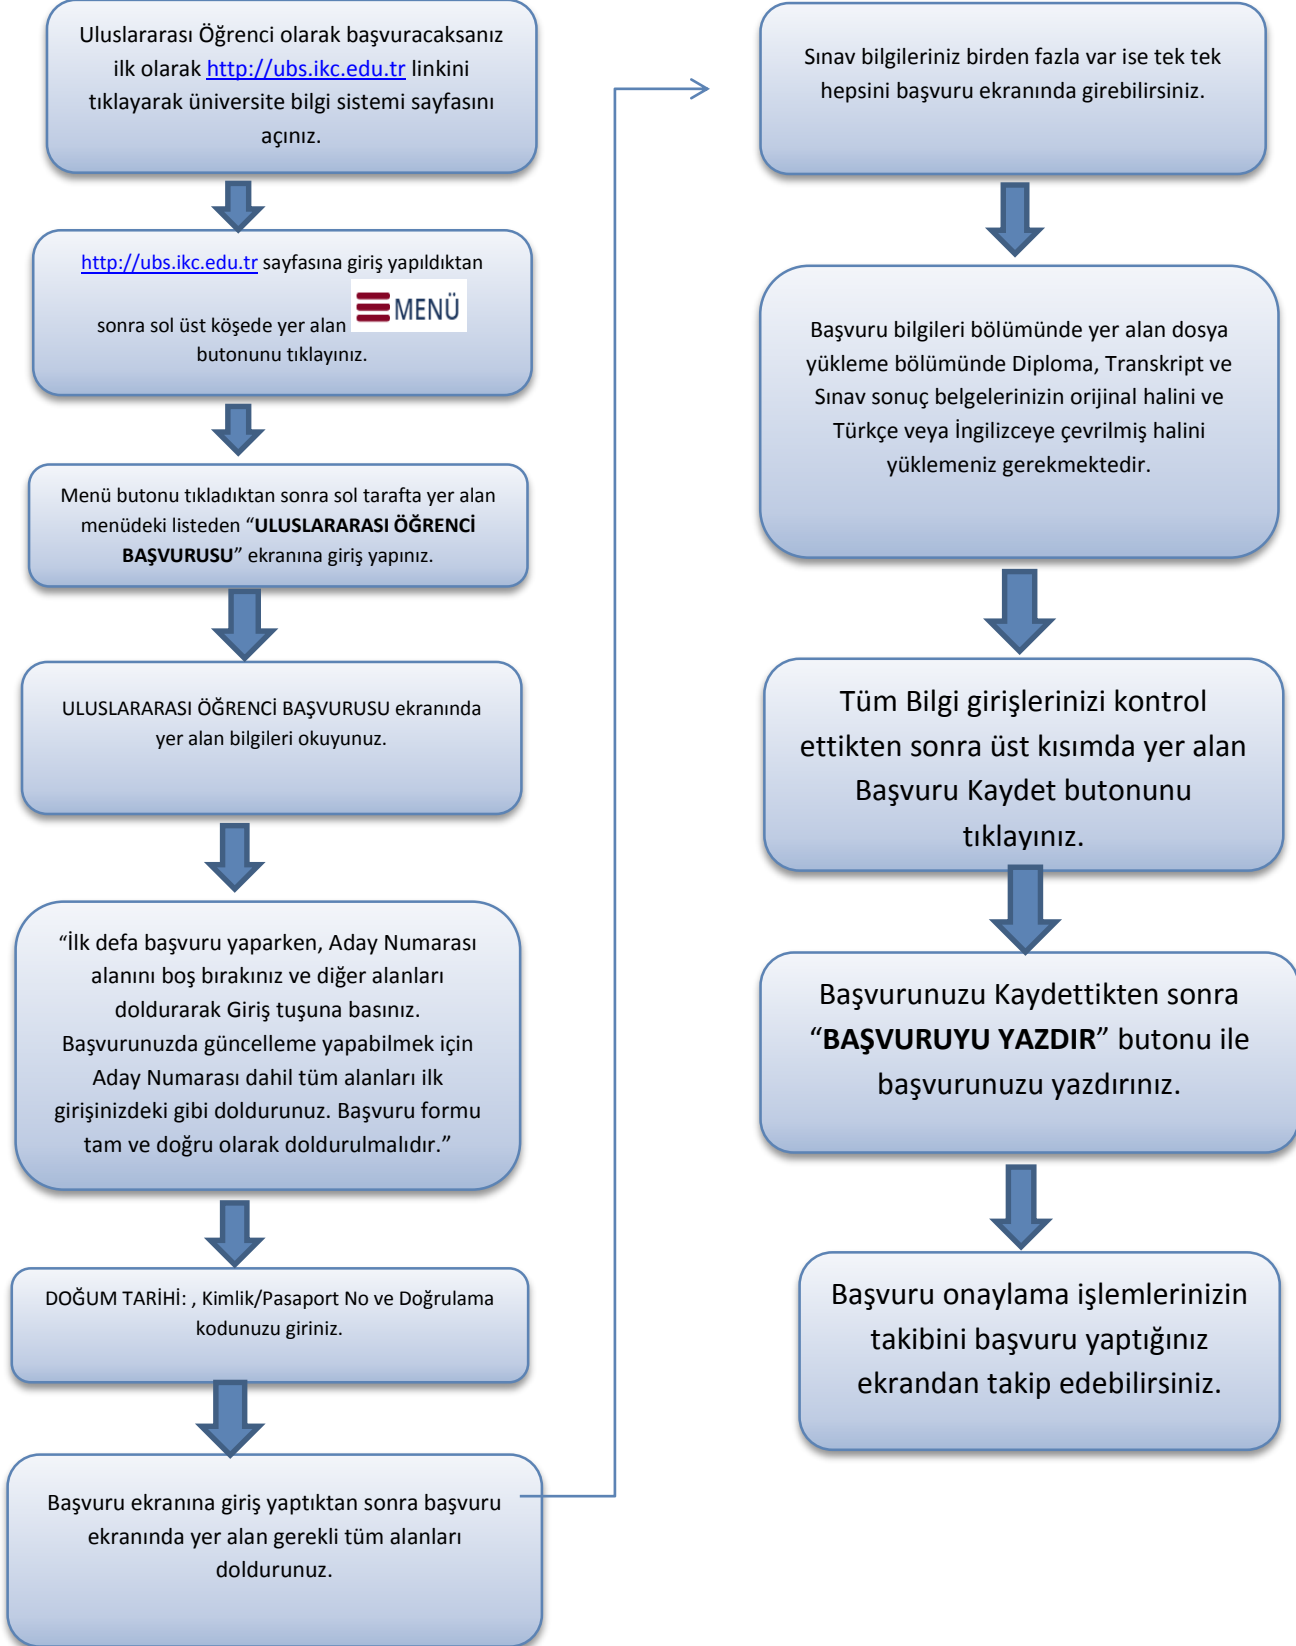 Uluslararası Öğrenci olarak başvuracaksanız
ilk olarak http://ubs.ikc.edu.tr linkini
tıklayarak üniversite bilgi sistemi sayfasını
açınız.
http://ubs.ikc.edu.tr sayfasına giriş yapıldıktan
sonra sol üst köşede yer alan MENÜ
butonunu tıklayınız.
Menü butonu tıkladıktan sonra sol tarafta yer alan
menüdeki listeden “ULUSLARARASI ÖĞRENCİ
BAŞVURUSU” ekranına giriş yapınız.
ULUSLARARASI ÖĞRENCİ BAŞVURUSU ekranında
yer alan bilgileri okuyunuz.
“İlk defa başvuru yaparken, Aday Numarası
alanını boş bırakınız ve diğer alanları
doldurarak Giriş tuşuna basınız.
Başvurunuzda güncelleme yapabilmek için
Aday Numarası dahil tüm alanları ilk
girişinizdeki gibi doldurunuz. Başvuru formu
tam ve doğru olarak doldurulmalıdır.”
DOĞUM TARİHİ: , Kimlik/Pasaport No ve Doğrulama
kodunuzu giriniz.
Başvuru ekranına giriş yaptıktan sonra başvuru
ekranında yer alan gerekli tüm alanları
doldurunuz.
Sınav bilgileriniz birden fazla var ise tek tek
hepsini başvuru ekranında girebilirsiniz.
Başvuru bilgileri bölümünde yer alan dosya
yükleme bölümünde Diploma, Transkript ve
Sınav sonuç belgelerinizin orijinal halini ve
Türkçe veya İngilizceye çevrilmiş halini
yüklemeniz gerekmektedir.
Tüm Bilgi girişlerinizi kontrol
ettikten sonra üst kısımda yer alan
Başvuru Kaydet butonunu
tıklayınız.
Başvurunuzu Kaydettikten sonra
“BAŞVURUYU YAZDIR” butonu ile
başvurunuzu yazdırınız.
Başvuru onaylama işlemlerinizin
takibini başvuru yaptığınız
ekrandan takip edebilirsiniz.